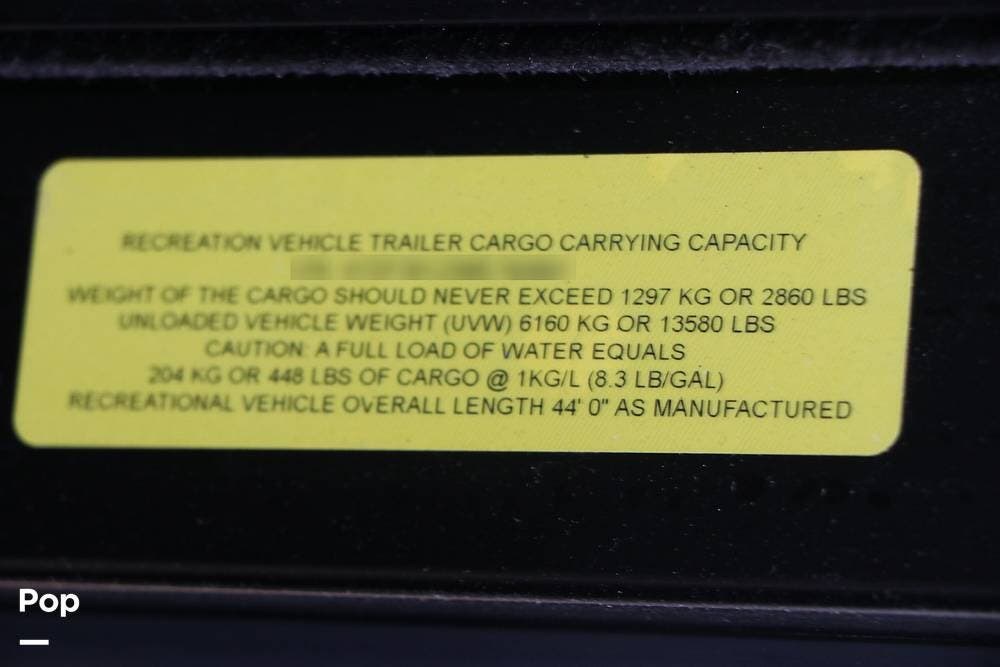 RECREATION VEHICLE TRAILER CARGO CARRYING CAPACITY
WEIGHT OF THE CARGO SHOULD NEVER EXCEED 1297 KG OR 2860 LBS
UNLOADED VEHICLE WEIGHT (UVW) 6160 KG OR 13580 LBS
CAUTION: A FULL LOAD OF WATER EQUALS
204 KG OR 448 LBS OF CARGO @ 1KG/L (8.3 LB/GAL)
RECREATIONAL VEHICLE OVERALL LENGTH 44' 0" AS MANUFACTURED
Pop